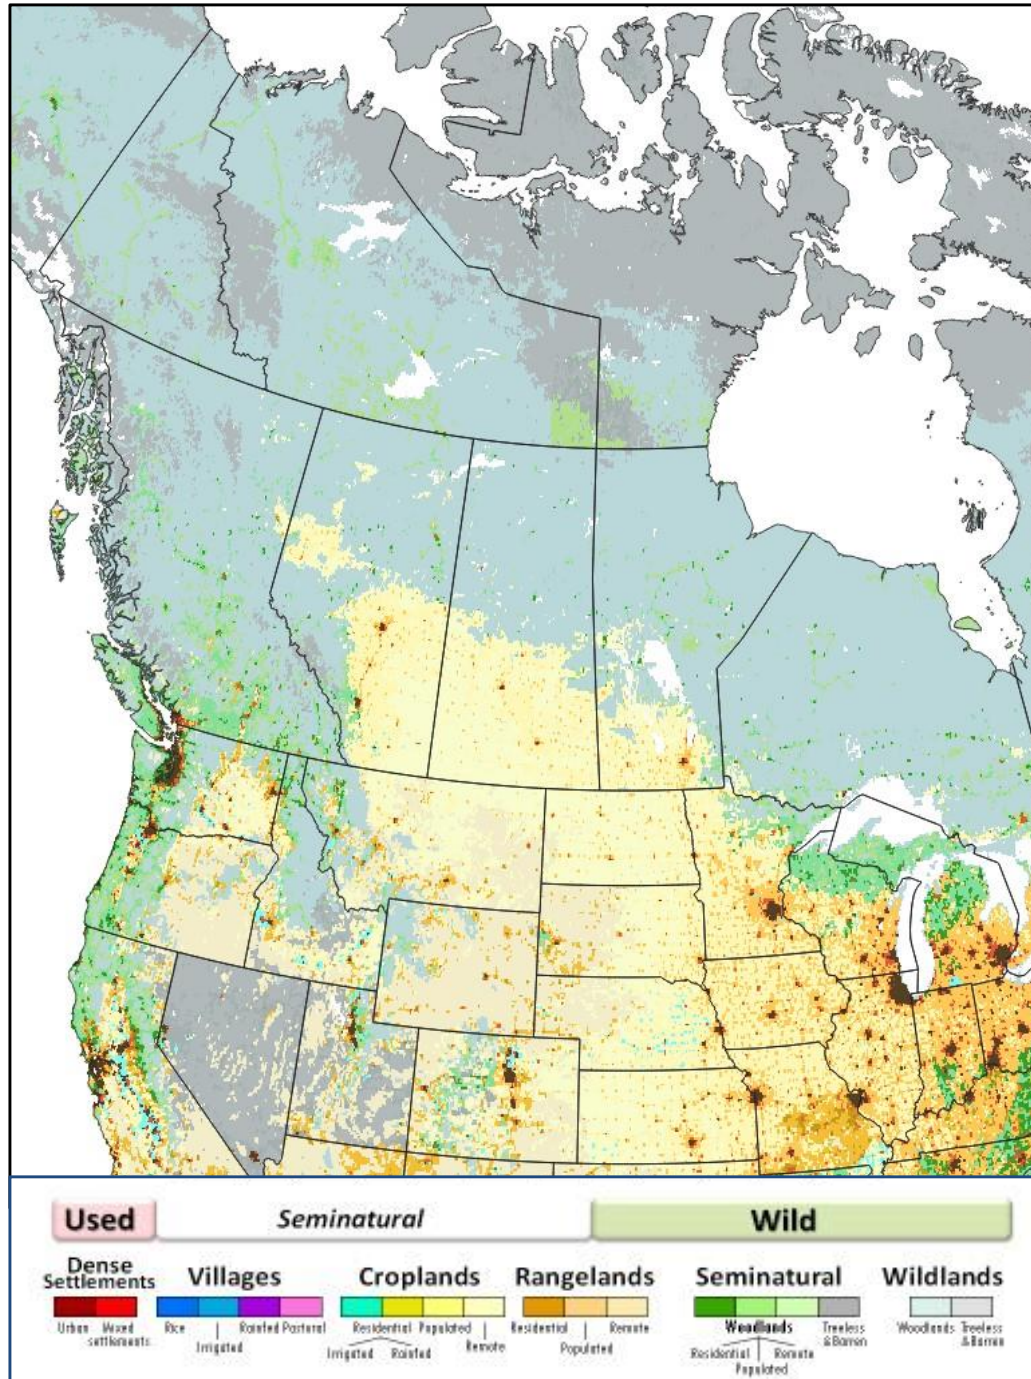 Used Seminatural Wild
Dense Settlements Villages Croplands Rangelands Seminatural Wildlands
Urban Mixed settlements Rice Rainfed Pastoral Residential Populated Residential Remote Woodlands Treeless & Barren Woodlands Treeless & Barren
Irrigated Irrigated Rainfed Remote Populated Residential Remote
Populated